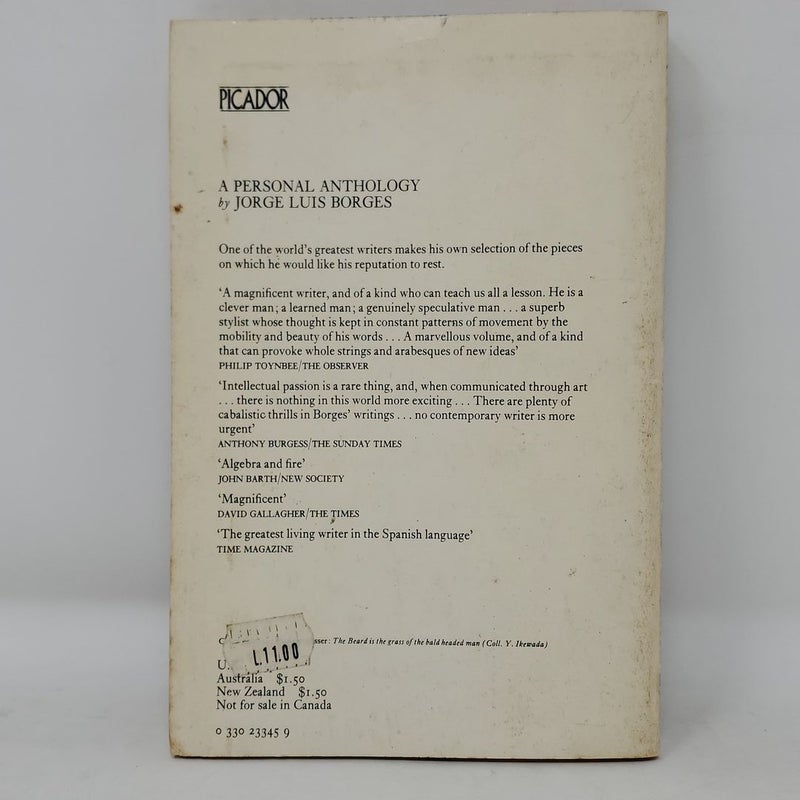 PICADOR
A PERSONAL ANTHOLOGY
by JORGE LUIS BORGES
One of the world's greatest writers makes his own selection of the pieces
on which he would like his reputation to rest.
'A magnificent writer, and of a kind who can teach us all a lesson. He is a
clever man; a learned man; a genuinely speculative man . . . a superb
stylist whose thought is kept in constant patterns of movement by the
mobility and beauty of his words . . . A marvellous volume, and of a kind
that can provoke whole strings and arabesques of new ideas'
PHILIP TOYNBEE/THE OBSERVER
'Intellectual passion is a rare thing, and, when communicated through art
. . . there is nothing in this world more exciting . . . There are plenty of
cabalistic thrills in Borges' writings . . . no contemporary writer is more
urgent'
ANTHONY BURGESS/THE SUNDAY TIMES
'Algebra and fire'
JOHN BARTH/NEW SOCIETY
'Magnificent'
DAVID GALLAGHER/THE TIMES
'The greatest living writer in the Spanish language'
TIME MAGAZINE
The Beard is the grass of the bald headed man (Coll. Y. Ikewada)
L11.00
Australia $1.50
New Zealand $1.50
Not for sale in Canada
0 330 23345 9